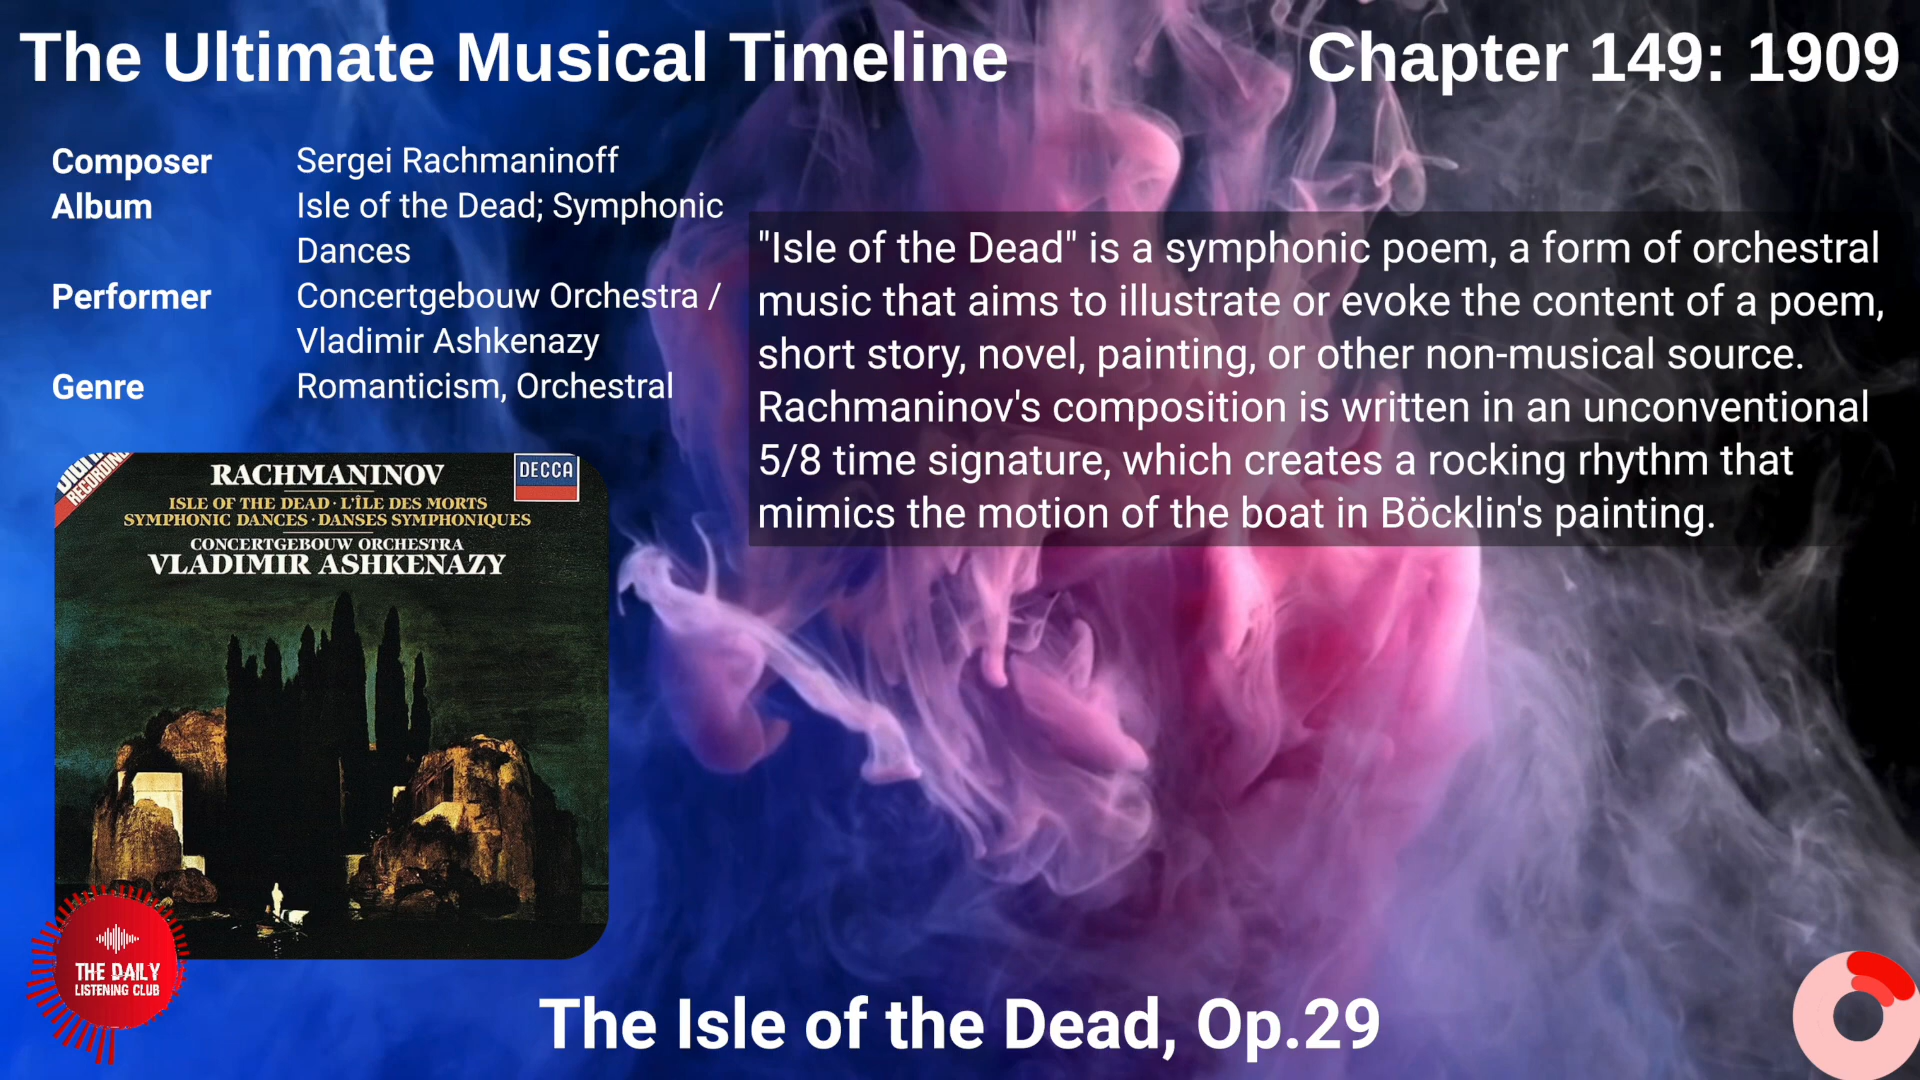 The Ultimate Musical Timeline
Chapter 149: 1909
Composer Sergei Rachmaninoff
Album Isle of the Dead; Symphonic
Dances
Performer Concertgebouw Orchestra /
Vladimir Ashkenazy
Genre Romanticism, Orchestral
"Isle of the Dead" is a symphonic poem, a form of orchestral
music that aims to illustrate or evoke the content of a poem,
short story, novel, painting, or other non-musical source.
Rachmaninov's composition is written in an unconventional
5/8 time signature, which creates a rocking rhythm that
mimics the motion of the boat in Böcklin's painting.
RECORDING
RACHMANINOV
DECCA
ISLE OF THE DEAD · L'ÎLE DES MORTS
SYMPHONIC DANCES · DANSES SYMPHONIQUES
CONCERTGEBOUW ORCHESTRA
VLADIMIR ASHKENAZY
THE DAILY
LISTENING CLUB
The Isle of the Dead, Op.29